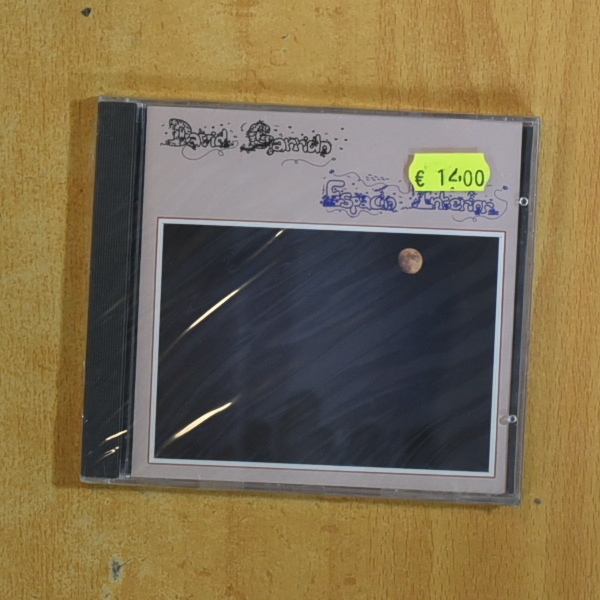 David Garrido
€ 14.00
Espacio Interior